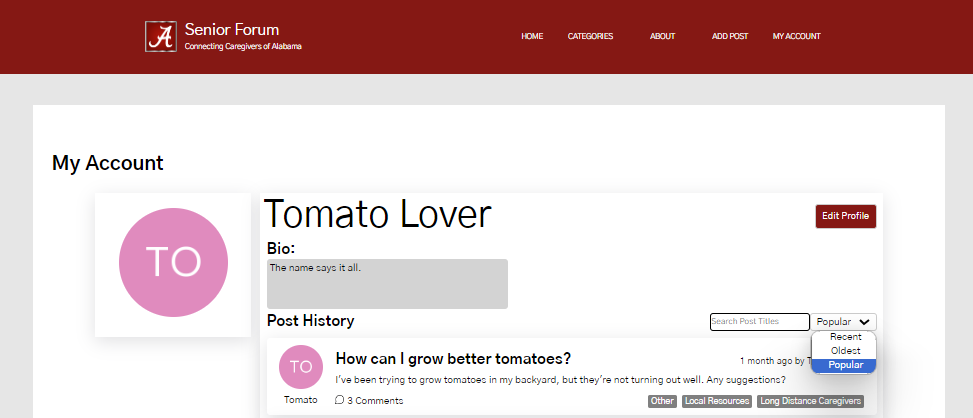 Senior Forum
Connecting Caregivers of Alabama
HOME CATEGORIES ABOUT ADD POST MY ACCOUNT
My Account
TO
Tomato Lover
Edit Profile
Bio:
The name says it all.
Post History
Search Post Titles
Popular
Recent
Oldest
Popular
TO
Tomato
How can I grow better tomatoes?
1 month ago by
I've been trying to grow tomatoes in my backyard, but they're not turning out well. Any suggestions?
3 Comments
Other Local Resources Long Distance Caregivers